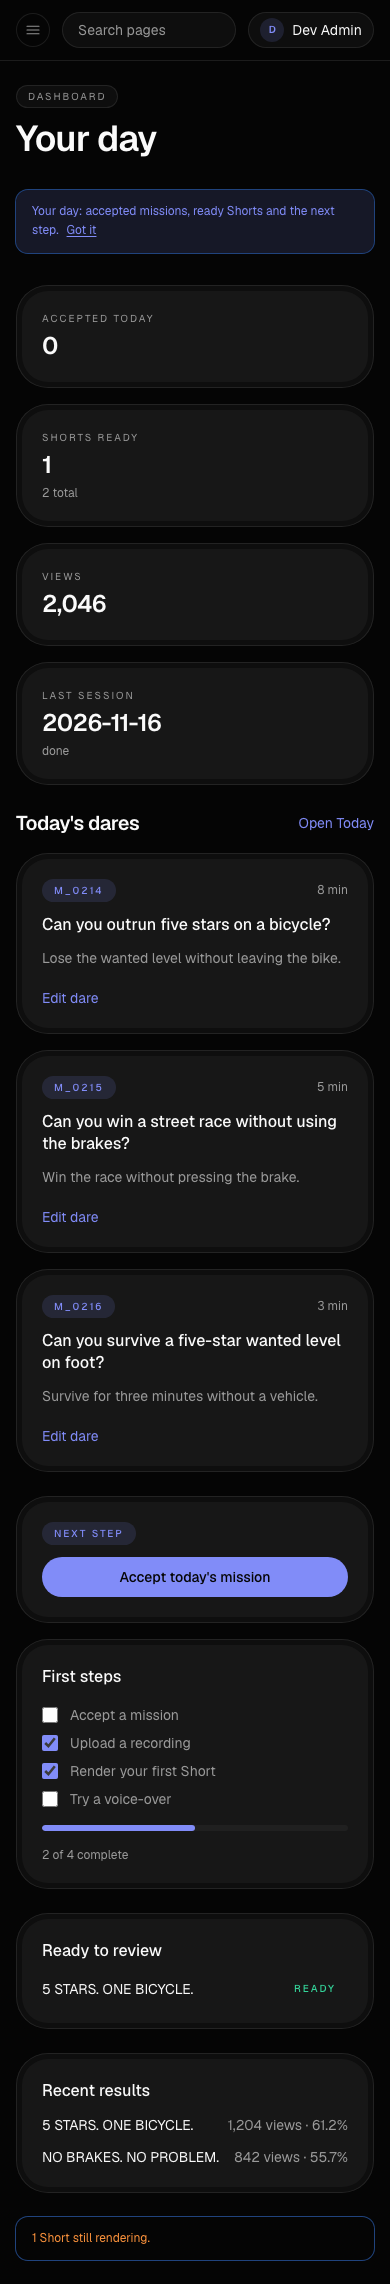 Search pages
D
Dev Admin
DASHBOARD
Your day
Your day: accepted missions, ready Shorts and the next
step. Got it
ACCEPTED TODAY
0
SHORTS READY
1
2 total
VIEWS
2,046
LAST SESSION
2026-11-16
done
Today's dares
Open Today
M_0214
8 min
Can you outrun five stars on a bicycle?
Lose the wanted level without leaving the bike.
Edit dare
M_0215
5 min
Can you win a street race without using
the brakes?
Win the race without pressing the brake.
Edit dare
M_0216
3 min
Can you survive a five-star wanted level
on foot?
Survive for three minutes without a vehicle.
Edit dare
NEXT STEP
Accept today's mission
First steps
Accept a mission
Upload a recording
Render your first Short
Try a voice-over
2 of 4 complete
Ready to review
5 STARS. ONE BICYCLE.
READY
Recent results
5 STARS. ONE BICYCLE.
1,204 views · 61.2%
NO BRAKES. NO PROBLEM.
842 views · 55.7%
1 Short still rendering.